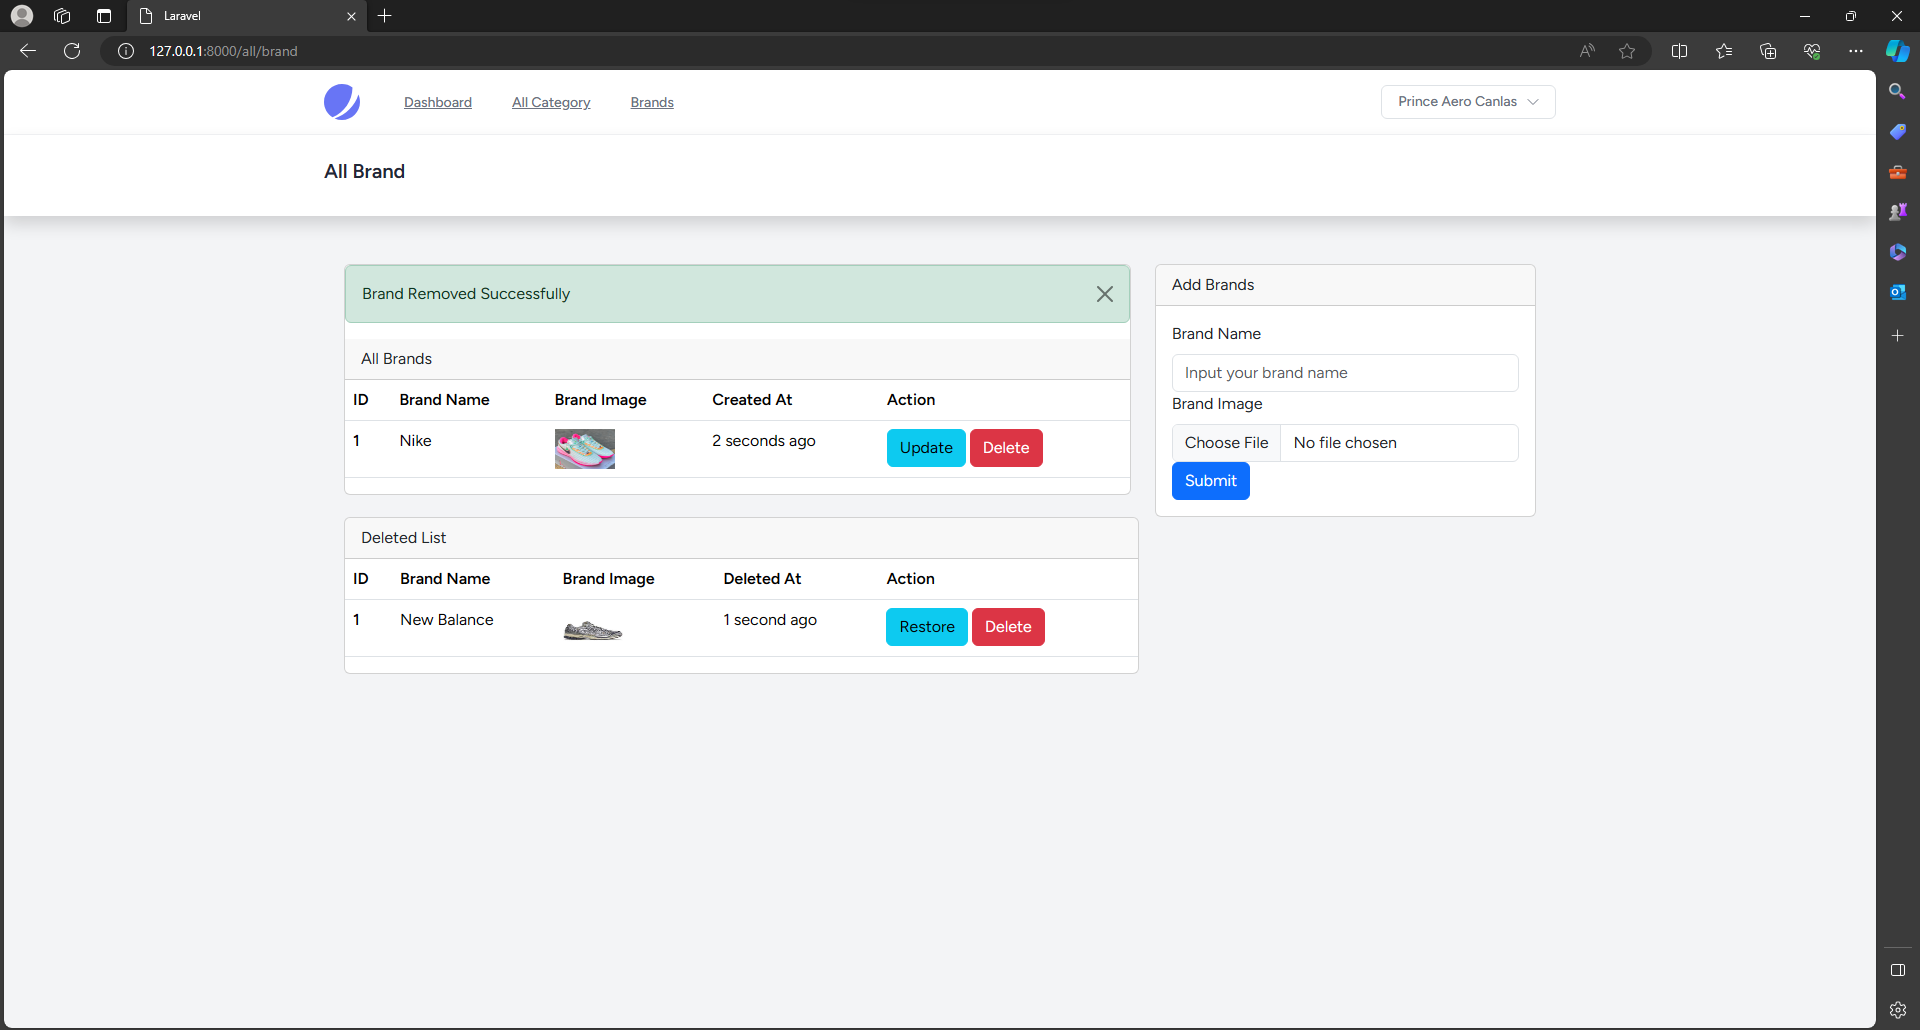 Laravel
127.0.0.1:8000/all/brand
Dashboard All Category Brands Prince Aero Canlas
All Brand
Brand Removed Successfully
All Brands
ID Brand Name Brand Image Created At Action
1 Nike 2 seconds ago Update Delete
Deleted List
ID Brand Name Brand Image Deleted At Action
1 New Balance 1 second ago Restore Delete
Add Brands
Brand Name
Input your brand name
Brand Image
Choose File No file chosen
Submit